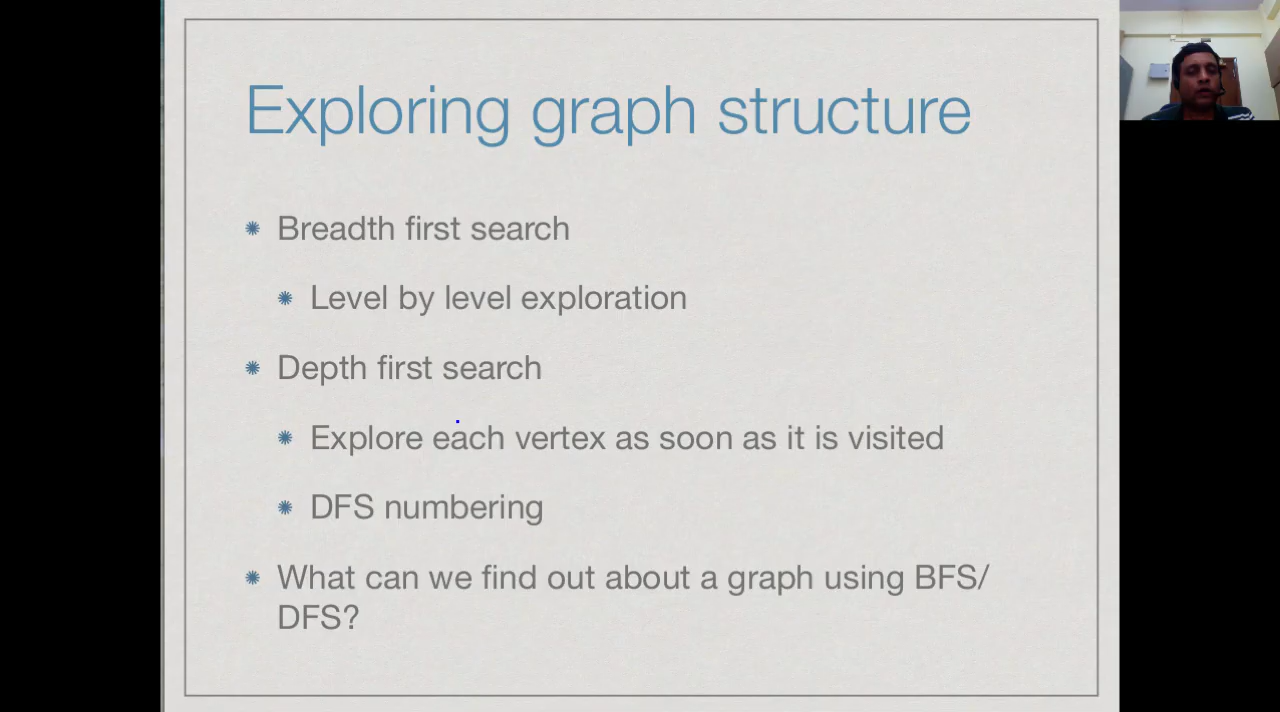 Exploring graph structure
Breadth first search
Level by level exploration
Depth first search
Explore each vertex as soon as it is visited
DFS numbering
What can we find out about a graph using BFS/
DFS?